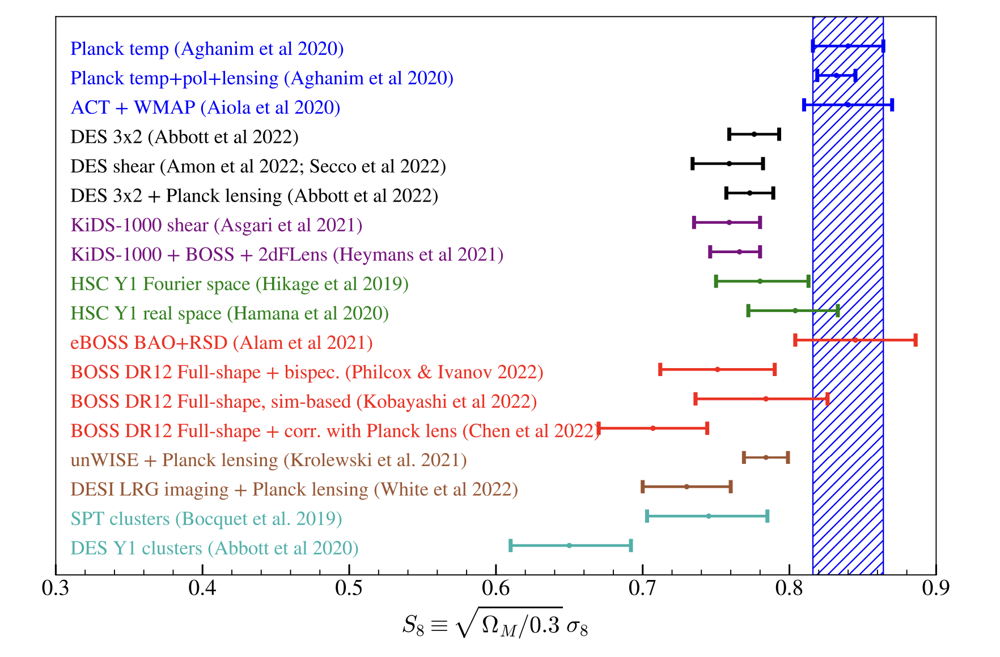 Planck temp (Aghanim et al 2020)
Planck temp+pol+lensing (Aghanim et al 2020)
ACT + WMAP (Aiola et al 2020)
DES 3x2 (Abbott et al 2022)
DES shear (Amon et al 2022; Secco et al 2022)
DES 3x2 + Planck lensing (Abbott et al 2022)
KiDS-1000 shear (Asgari et al 2021)
KiDS-1000 + BOSS + 2dFLens (Heymans et al 2021)
HSC Y1 Fourier space (Hikage et al 2019)
HSC Y1 real space (Hamana et al 2020)
eBOSS BAO+RSD (Alam et al 2021)
BOSS DR12 Full-shape + bispec. (Philcox & Ivanov 2022)
BOSS DR12 Full-shape, sim-based (Kobayashi et al 2022)
BOSS DR12 Full-shape + corr. with Planck lens (Chen et al 2022)
unWISE + Planck lensing (Krolewski et al. 2021)
DESI LRG imaging + Planck lensing (White et al 2022)
SPT clusters (Bocquet et al. 2019)
DES Y1 clusters (Abbott et al 2020)
0.3 0.4 0.5 0.6 0.7 0.8 0.9
S₈ ≡ √Ω_M/0.3 σ₈